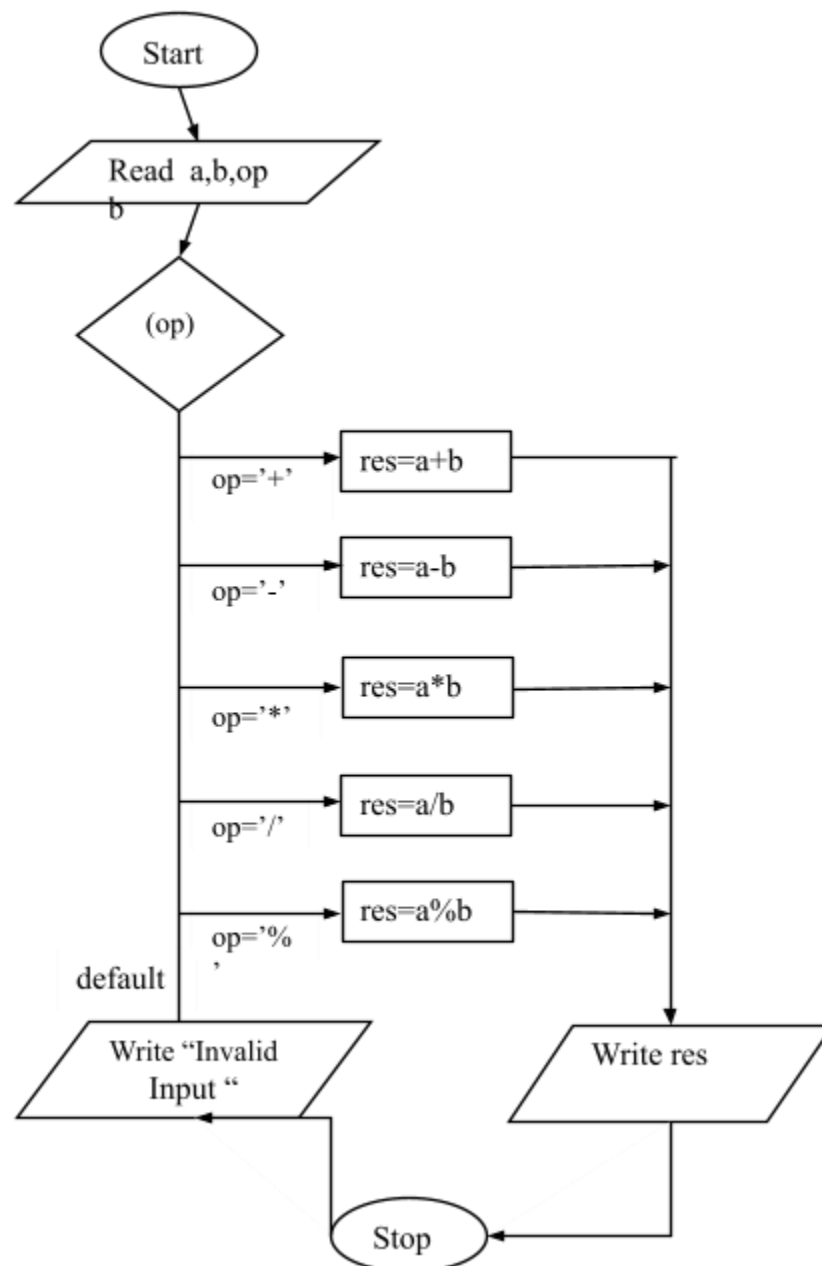 Start
Read  a,b,op
b
(op)
op=’+’
res=a+b
op=’-’
res=a-b
op=’*’
res=a*b
op=’/’
res=a/b
op=’%
’
res=a%b
default
Write “Invalid
Input “
Write res
Stop